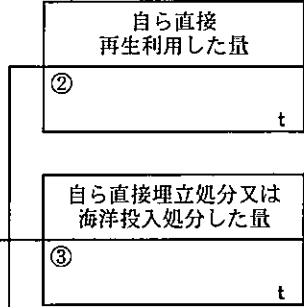 自ら直接
再生利用した量
②
t
自ら直接埋立処分又は
海洋投入処分した量
③
t